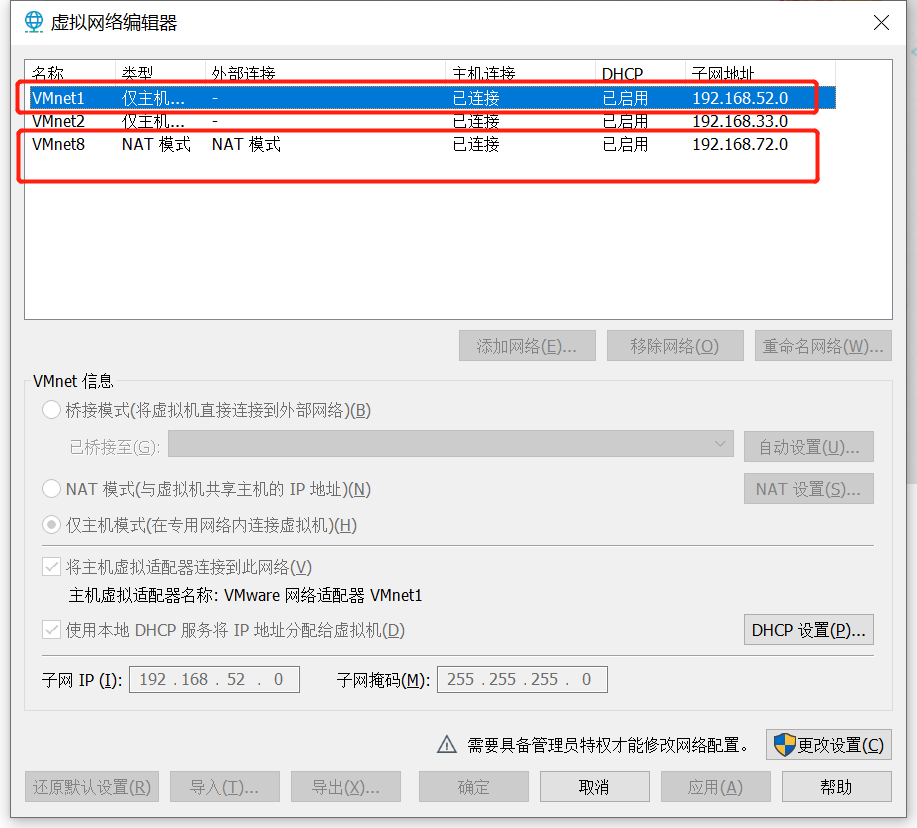 虚拟网络编辑器
名称 类型 外部连接 主机连接 DHCP 子网地址
VMnet1 仅主机... - 已连接 已启用 192.168.52.0
VMnet2 仅主机... - 已连接 已启用 192.168.33.0
VMnet8 NAT 模式 NAT 模式 已连接 已启用 192.168.72.0
添加网络(E)... 移除网络(O) 重命名网络(W)...
VMnet 信息
桥接模式(将虚拟机直接连接到外部网络)(B)
已桥接至(G): 自动设置(U)...
NAT 模式(与虚拟机共享主机的 IP 地址)(N) NAT 设置(S)...
仅主机模式(在专用网络内连接虚拟机)(H)
将主机虚拟适配器连接到此网络(V)
主机虚拟适配器名称: VMware 网络适配器 VMnet1
使用本地 DHCP 服务将 IP 地址分配给虚拟机(D) DHCP 设置(P)...
子网 IP (I): 192 . 168 . 52 . 0 子网掩码(M): 255 . 255 . 255 . 0
需要具备管理员特权才能修改网络配置。 更改设置(C)
还原默认设置(R) 导入(T)... 导出(X)... 确定 取消 应用(A) 帮助